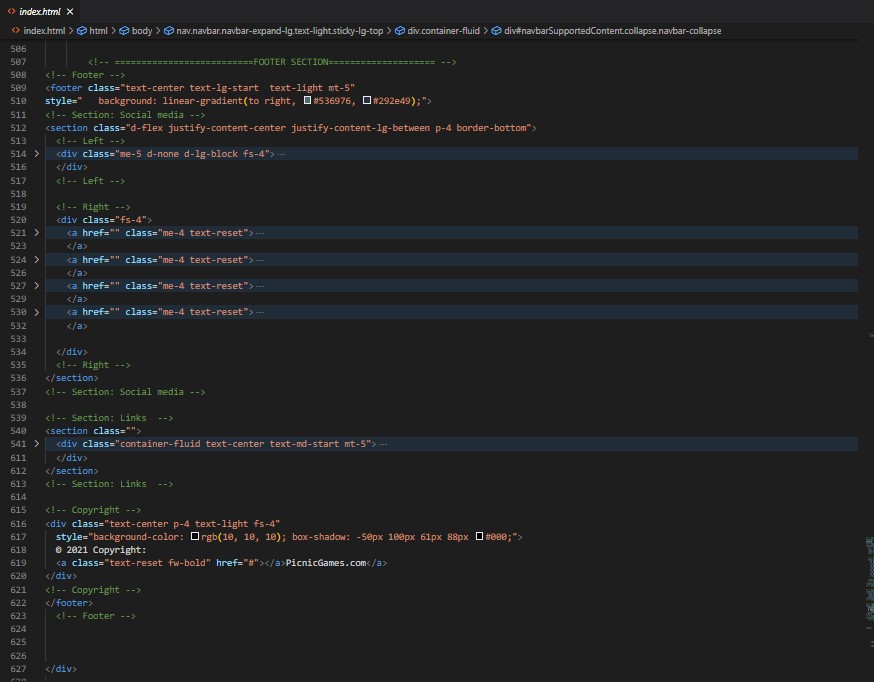 index.html
index.html > html > body > nav.navbar.navbar-expand-lg.text-light.sticky-lg-top > div.container-fluid > div#navbarSupportedContent.collapse.navbar-collapse
506
507 <!-- ==========================FOOTER SECTION==================== -->
508 <!-- Footer -->
509 <footer class="text-center text-lg-start  text-light mt-5"
510 style="   background: linear-gradient(to right, #536976, #292e49);">
511 <!-- Section: Social media -->
512 <section class="d-flex justify-content-center justify-content-lg-between p-4 border-bottom">
513 <!-- Left -->
514 > <div class="me-5 d-none d-lg-block fs-4">···
516 </div>
517 <!-- Left -->
518
519 <!-- Right -->
520 <div class="fs-4">
521 > <a href="" class="me-4 text-reset">···
523 </a>
524 > <a href="" class="me-4 text-reset">···
526 </a>
527 > <a href="" class="me-4 text-reset">···
529 </a>
530 > <a href="" class="me-4 text-reset">···
532 </a>
533
534 </div>
535 <!-- Right -->
536 </section>
537 <!-- Section: Social media -->
538
539 <!-- Section: Links  -->
540 <section class="">
541 > <div class="container-fluid text-center text-md-start mt-5">···
611 </div>
612 </section>
613 <!-- Section: Links  -->
614
615 <!-- Copyright -->
616 <div class="text-center p-4 text-light fs-4"
617 style="background-color: rgb(10, 10, 10); box-shadow: -50px 100px 61px 88px #000;">
618 © 2021 Copyright:
619 <a class="text-reset fw-bold" href="#"></a>PicnicGames.com</a>
620 </div>
621 <!-- Copyright -->
622 </footer>
623 <!-- Footer -->
624
625
626
627 </div>